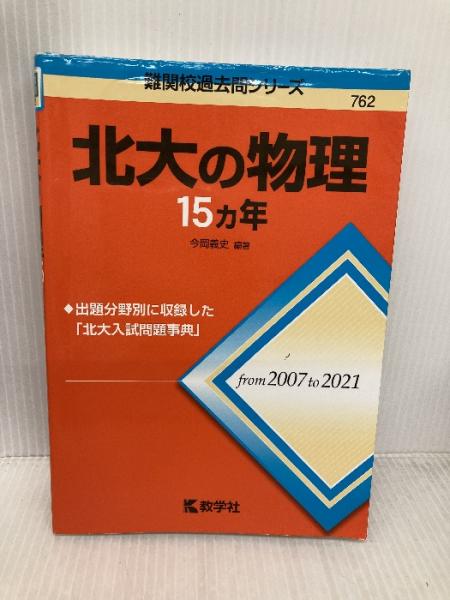 難関校過去問シリーズ
762
北大の物理
15カ年
今岡義史 編著
◆出題分野別に収録した
「北大入試問題事典」
from 2007 to 2021
教学社